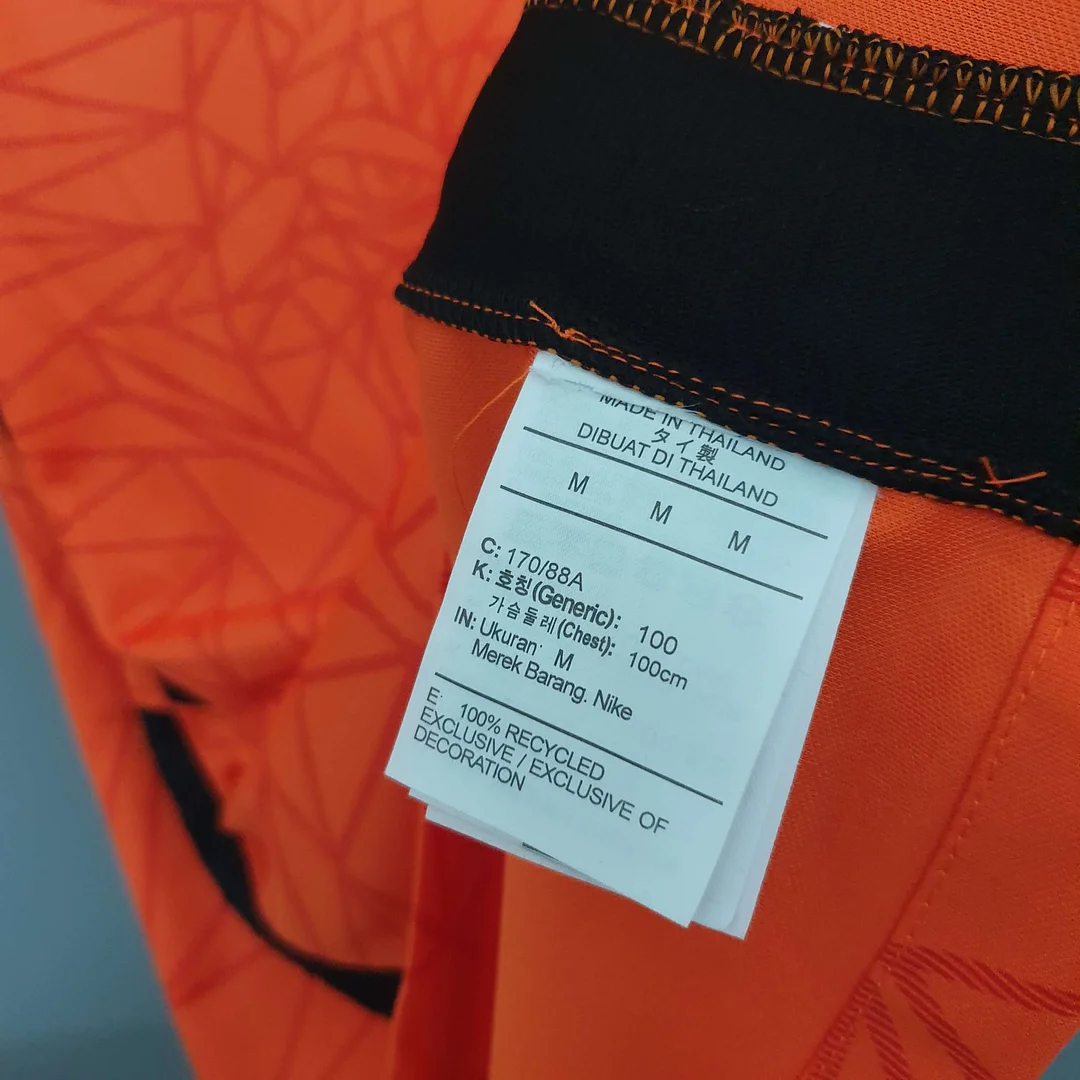 MADE IN THAILAND
タイ製
DIBUAT DI THAILAND
M M M
C: 170/88A
K: 호칭(Generic): 100
가슴둘레(Chest): 100cm
IN: Ukuran: M
Merek Barang. Nike
E: 100% RECYCLED
EXCLUSIVE / EXCLUSIVE OF
DECORATION